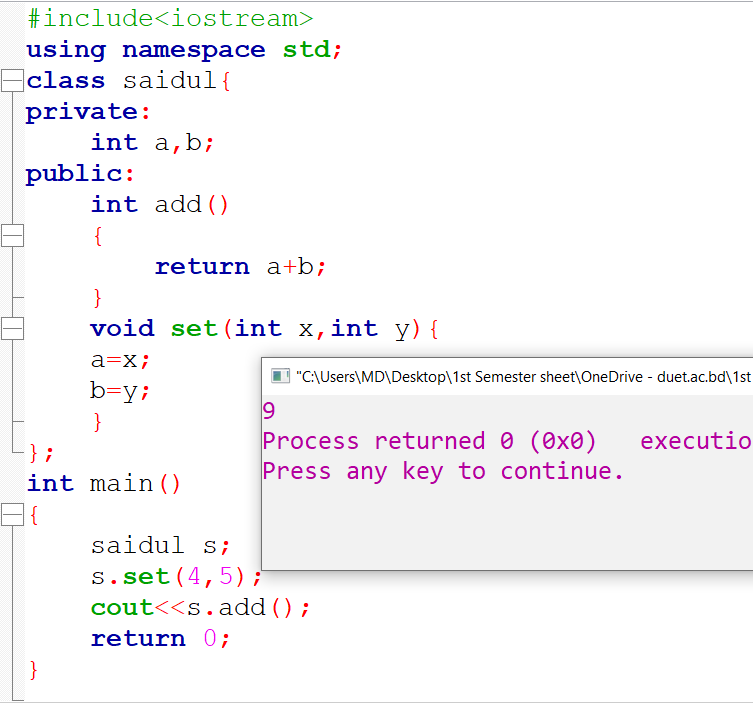 #include<iostream>
using namespace std;
class saidul{
private:
    int a,b;
public:
    int add()
    {
        return a+b;
    }
    void set(int x,int y){
    a=x;
    b=y;
    }
};
int main()
{
    saidul s;
    s.set(4,5);
    cout<<s.add();
    return 0;
}
"C:\Users\MD\Desktop\1st Semester sheet\OneDrive - duet.ac.bd\1st
9
Process returned 0 (0x0)   executio
Press any key to continue.